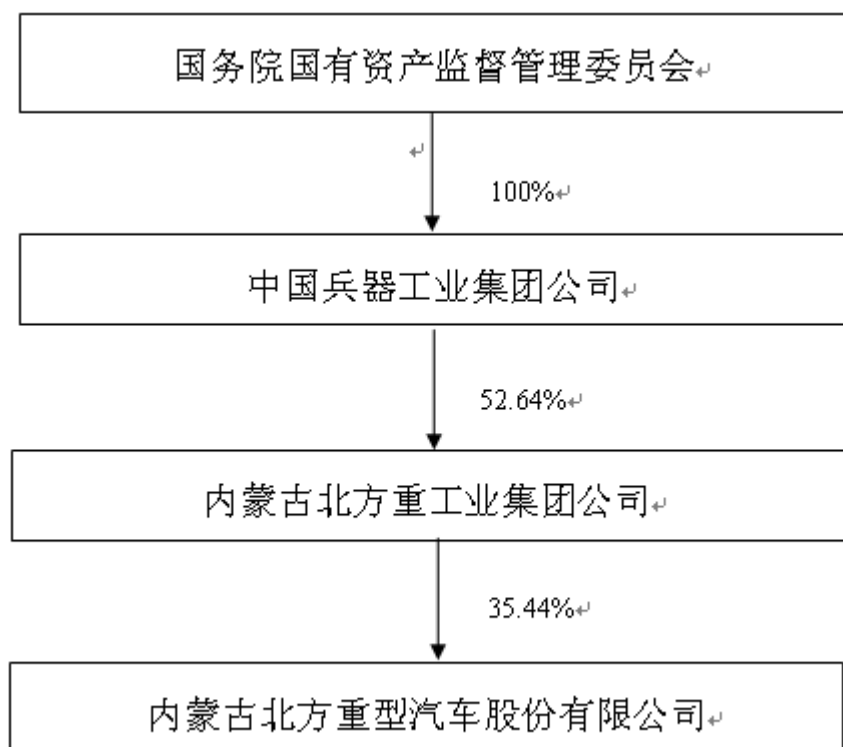 国务院国有资产监督管理委员会
100%
中国兵器工业集团公司
52.64%
内蒙古北方重工业集团公司
35.44%
内蒙古北方重型汽车股份有限公司